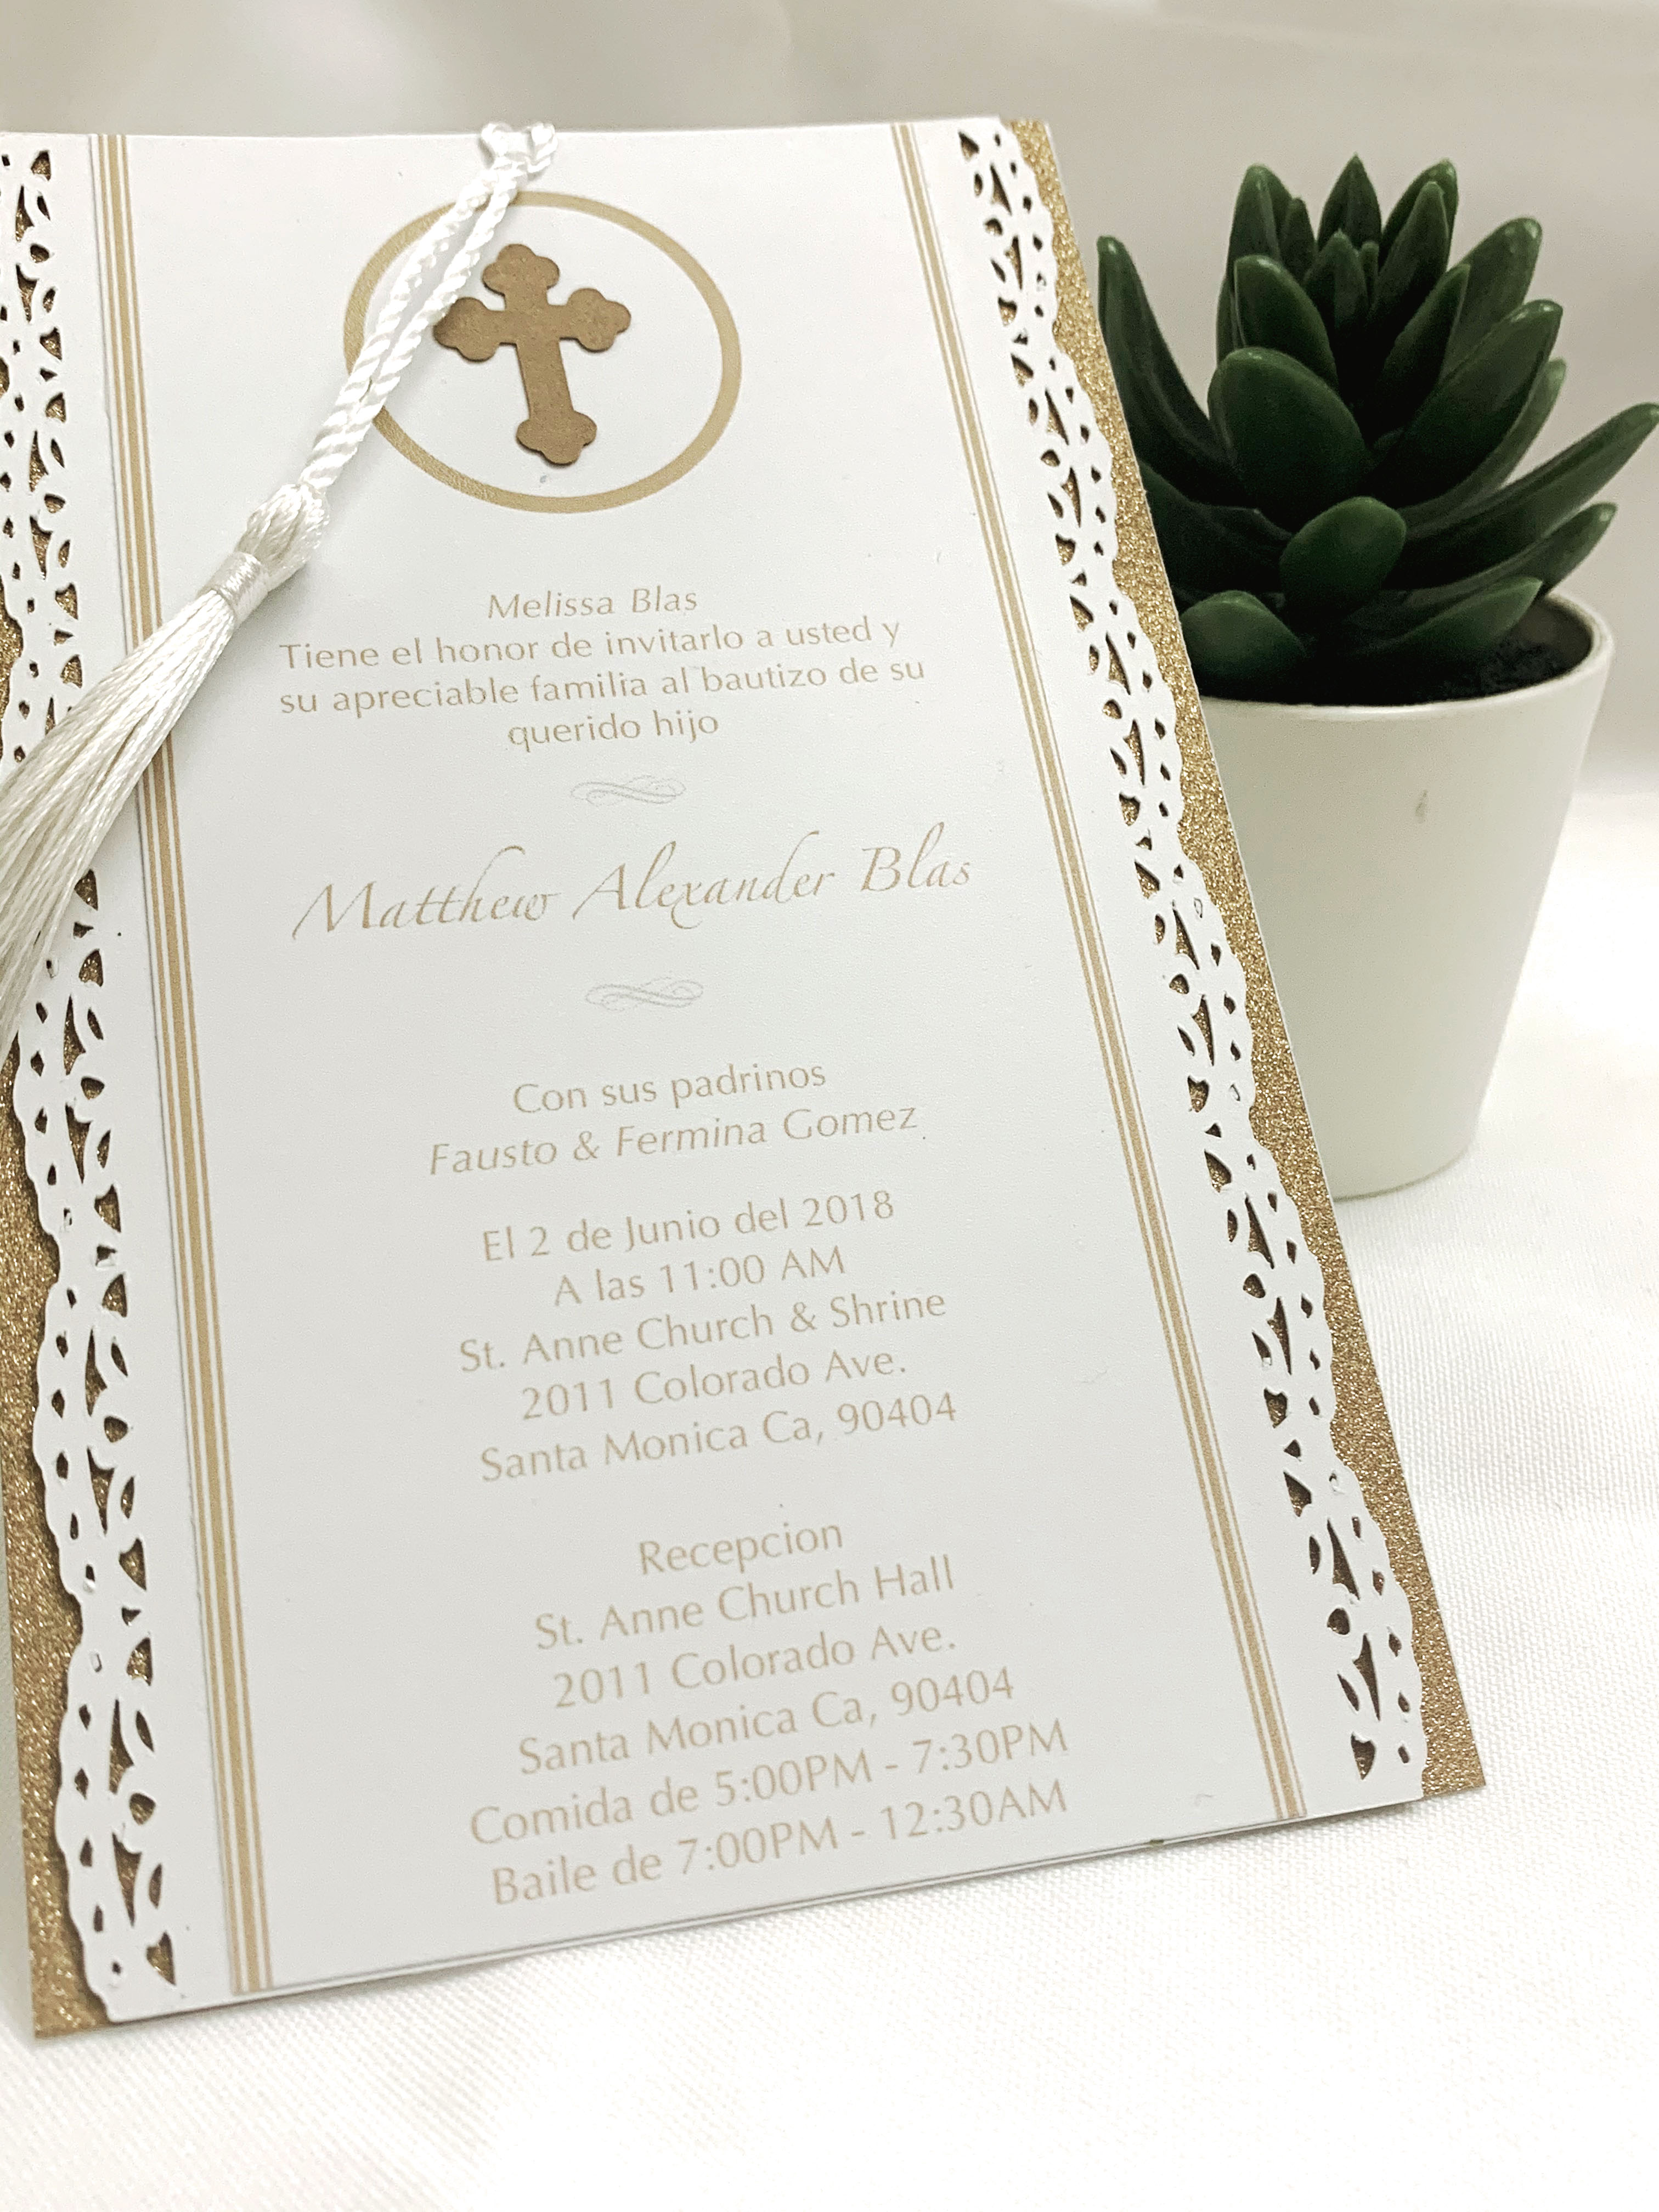 Melissa Blas
Tiene el honor de invitarlo a usted y
su apreciable familia al bautizo de su
querido hijo
Matthew Alexander Blas
Con sus padrinos
Fausto & Fermina Gomez
El 2 de Junio del 2018
A las 11:00 AM
St. Anne Church & Shrine
2011 Colorado Ave.
Santa Monica Ca, 90404
Recepcion
St. Anne Church Hall
2011 Colorado Ave.
Santa Monica Ca, 90404
Comida de 5:00PM - 7:30PM
Baile de 7:00PM - 12:30AM